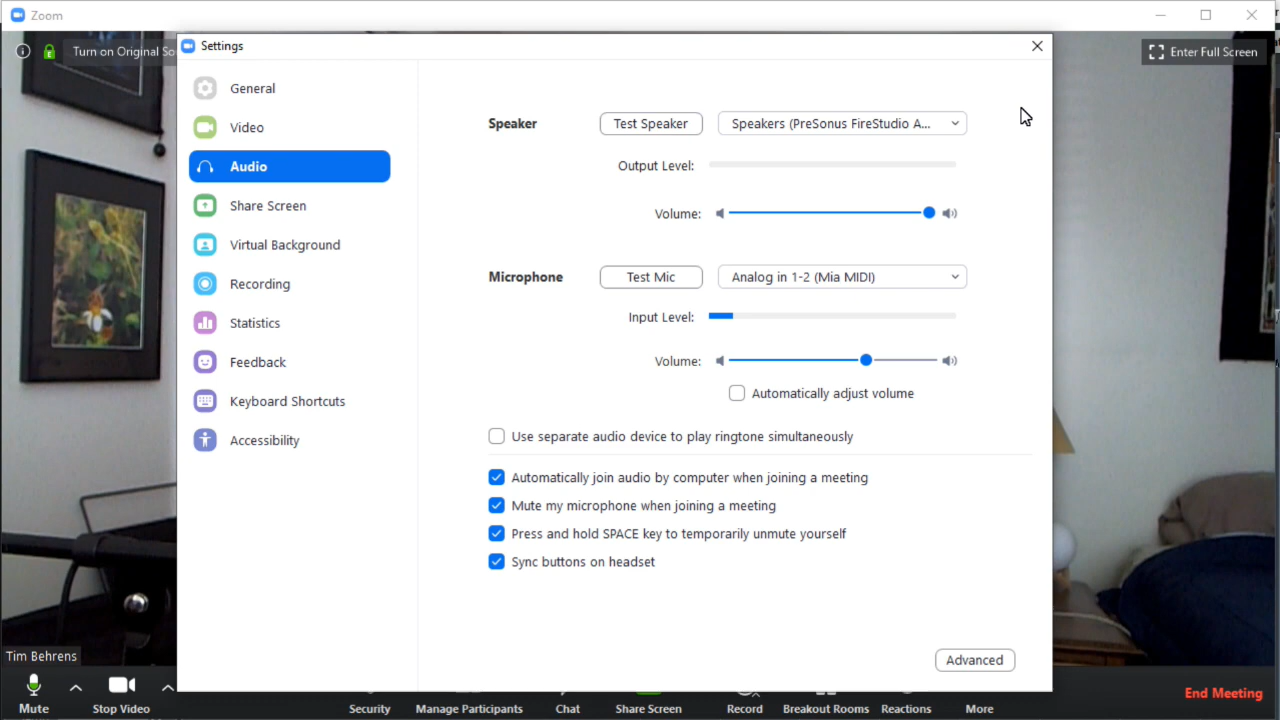 Zoom
Turn on Original So
Settings
Enter Full Screen
General
Video
Audio
Share Screen
Virtual Background
Recording
Statistics
Feedback
Keyboard Shortcuts
Accessibility
Speaker
Test Speaker
Speakers (PreSonus FireStudio A...
Output Level:
Volume:
Microphone
Test Mic
Analog in 1-2 (Mia MIDI)
Input Level:
Volume:
Automatically adjust volume
Use separate audio device to play ringtone simultaneously
Automatically join audio by computer when joining a meeting
Mute my microphone when joining a meeting
Press and hold SPACE key to temporarily unmute yourself
Sync buttons on headset
Advanced
Tim Behrens
Mute
Stop Video
Security
Manage Participants
Chat
Share Screen
Record
Breakout Rooms
Reactions
More
End Meeting